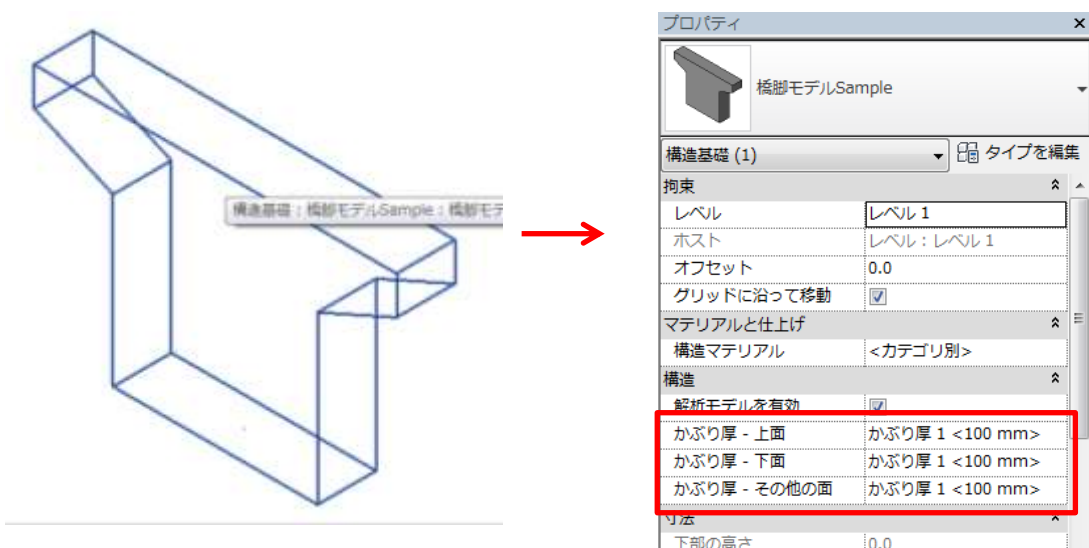 構造基礎 : 橋脚モデルSample : 橋脚モデ
プロパティ
橋脚モデルSample
構造基礎 (1)
タイプを編集
拘束
レベル レベル 1
ホスト レベル : レベル 1
オフセット 0.0
グリッドに沿って移動
マテリアルと仕上げ
構造マテリアル <カテゴリ別>
構造
解析モデルを有効
かぶり厚 - 上面 かぶり厚 1 <100 mm>
かぶり厚 - 下面 かぶり厚 1 <100 mm>
かぶり厚 - その他の面 かぶり厚 1 <100 mm>
寸法
下部の高さ 0.0